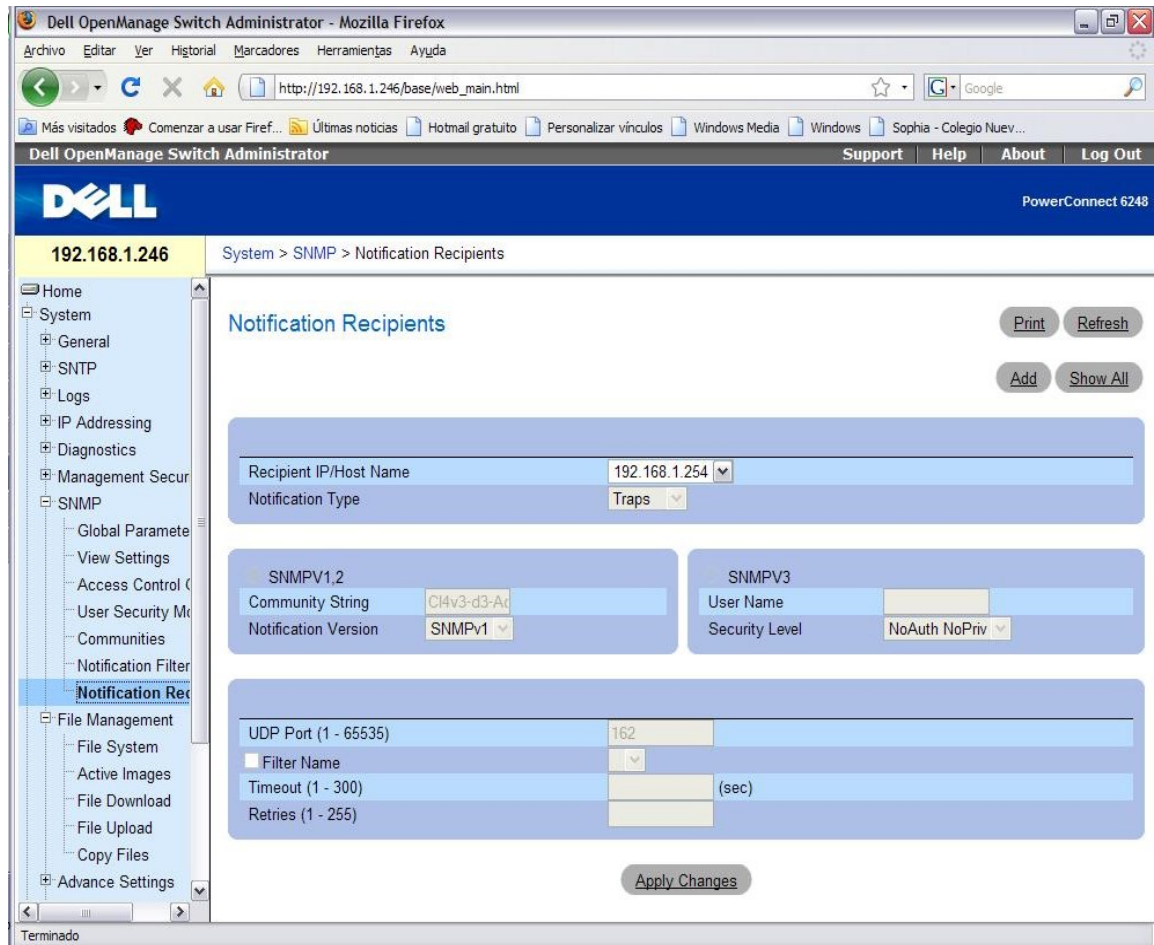 Dell OpenManage Switch Administrator - Mozilla Firefox
Archivo Editar Ver Historial Marcadores Herramientas Ayuda
http://192.168.1.246/base/web_main.html
G Google
Más visitados Comenzar a usar Firef... Últimas noticias Hotmail gratuito Personalizar vínculos Windows Media Windows Sophia - Colegio Nuev...
Dell OpenManage Switch Administrator Support Help About Log Out
DELL
PowerConnect 6248
192.168.1.246
System > SNMP > Notification Recipients
Home
System
General
SNTP
Logs
IP Addressing
Diagnostics
Management Secur
SNMP
Global Paramete
View Settings
Access Control (
User Security Mo
Communities
Notification Filter
Notification Rec
File Management
File System
Active Images
File Download
File Upload
Copy Files
Advance Settings
Notification Recipients
Print Refresh
Add Show All
Recipient IP/Host Name 192.168.1.254
Notification Type Traps
SNMPV1,2
Community String Cl4v3-d3-Ac
Notification Version SNMPv1
SNMPV3
User Name
Security Level NoAuth NoPriv
UDP Port (1 - 65535) 162
Filter Name
Timeout (1 - 300) (sec)
Retries (1 - 255)
Apply Changes
Terminado